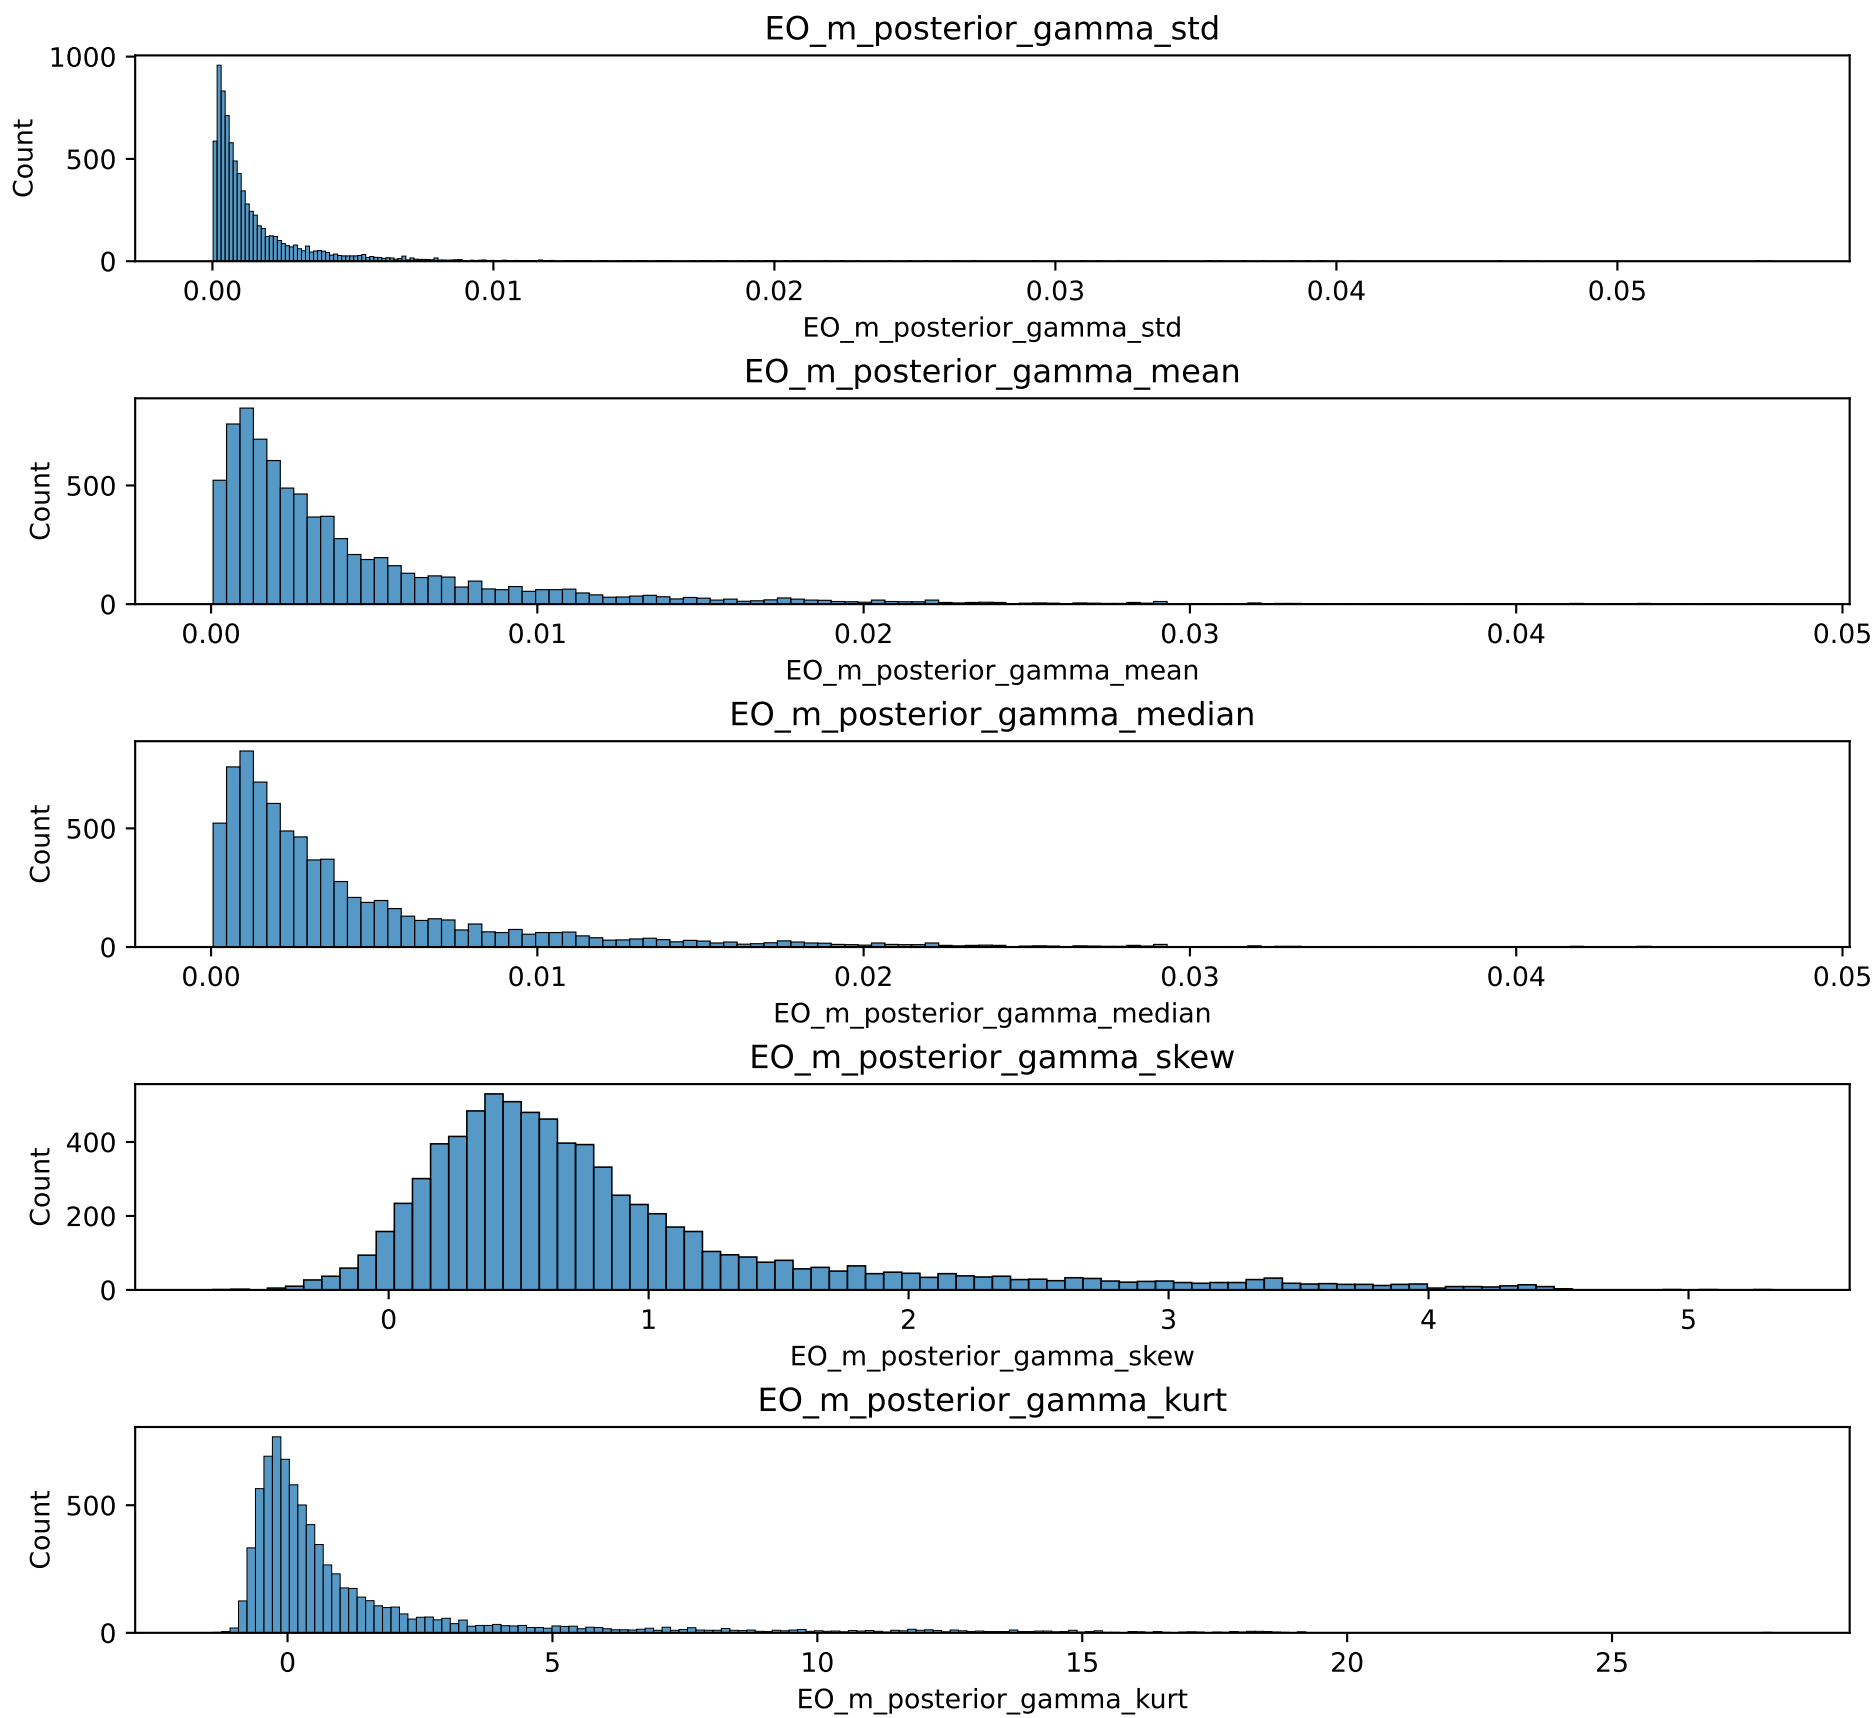 EO_m_posterior_gamma_std
Count
1000
500
0
0.00 0.01 0.02 0.03 0.04 0.05
EO_m_posterior_gamma_std
EO_m_posterior_gamma_mean
Count
500
0
0.00 0.01 0.02 0.03 0.04 0.05
EO_m_posterior_gamma_mean
EO_m_posterior_gamma_median
Count
500
0
0.00 0.01 0.02 0.03 0.04 0.05
EO_m_posterior_gamma_median
EO_m_posterior_gamma_skew
Count
400
200
0
0 1 2 3 4 5
EO_m_posterior_gamma_skew
EO_m_posterior_gamma_kurt
Count
500
0
0 5 10 15 20 25
EO_m_posterior_gamma_kurt